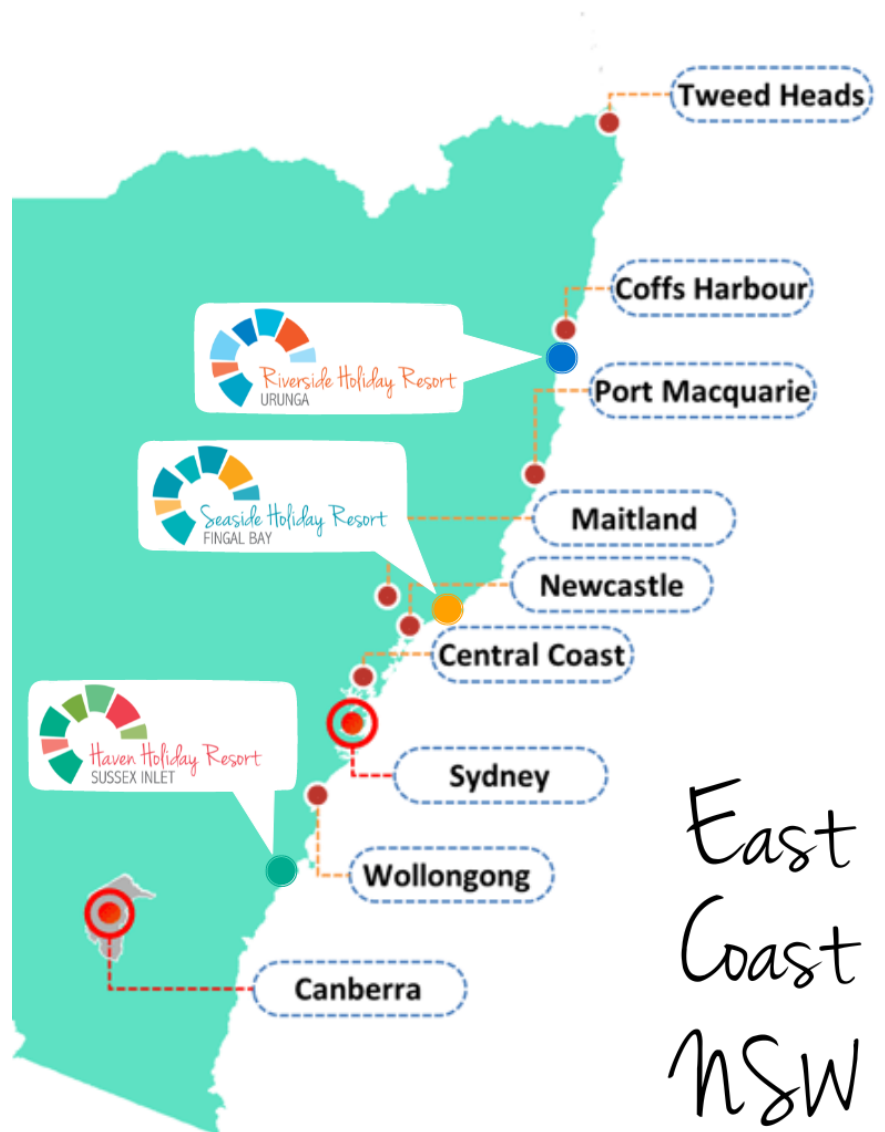 Tweed Heads
Coffs Harbour
Riverside Holiday Resort
URUNGA
Port Macquarie
Seaside Holiday Resort
FINGAL BAY
Maitland
Newcastle
Central Coast
Haven Holiday Resort
SUSSEX INLET
Sydney
Wollongong
Canberra
East
Coast
NSW